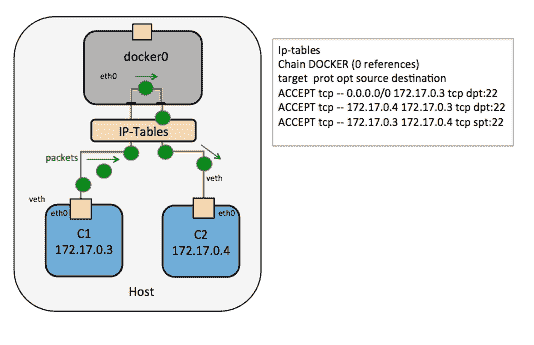 docker0
eth0
IP-Tables
packets
veth
veth
eth0
C1
172.17.0.3
eth0
C2
172.17.0.4
Host
Ip-tables
Chain DOCKER (0 references)
target prot opt source destination
ACCEPT tcp -- 0.0.0.0/0 172.17.0.3 tcp dpt:22
ACCEPT tcp -- 172.17.0.4 172.17.0.3 tcp dpt:22
ACCEPT tcp -- 172.17.0.3 172.17.0.4 tcp spt:22